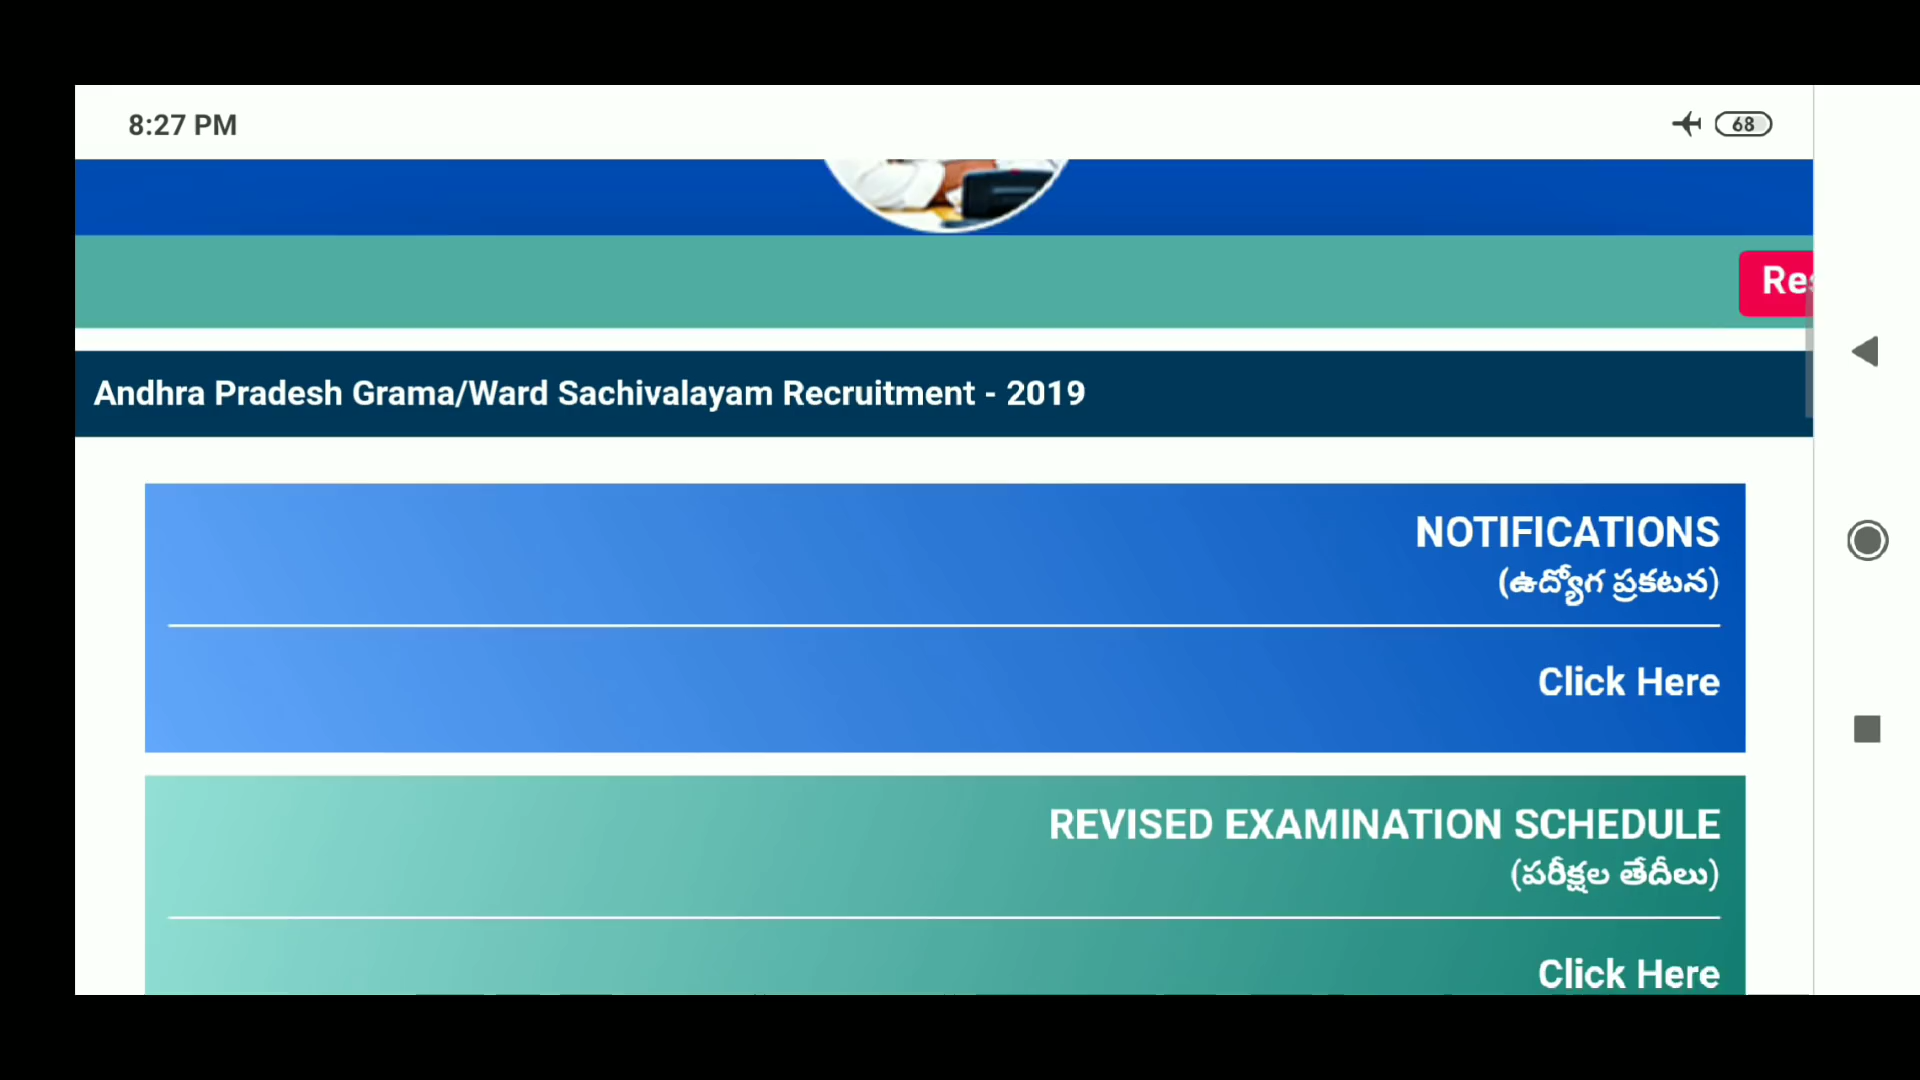 8:27 PM
68
Andhra Pradesh Grama/Ward Sachivalayam Recruitment - 2019
NOTIFICATIONS
(ఉద్యోగ ప్రకటన)
Click Here
REVISED EXAMINATION SCHEDULE
(పరీక్షల తేదీలు)
Click Here